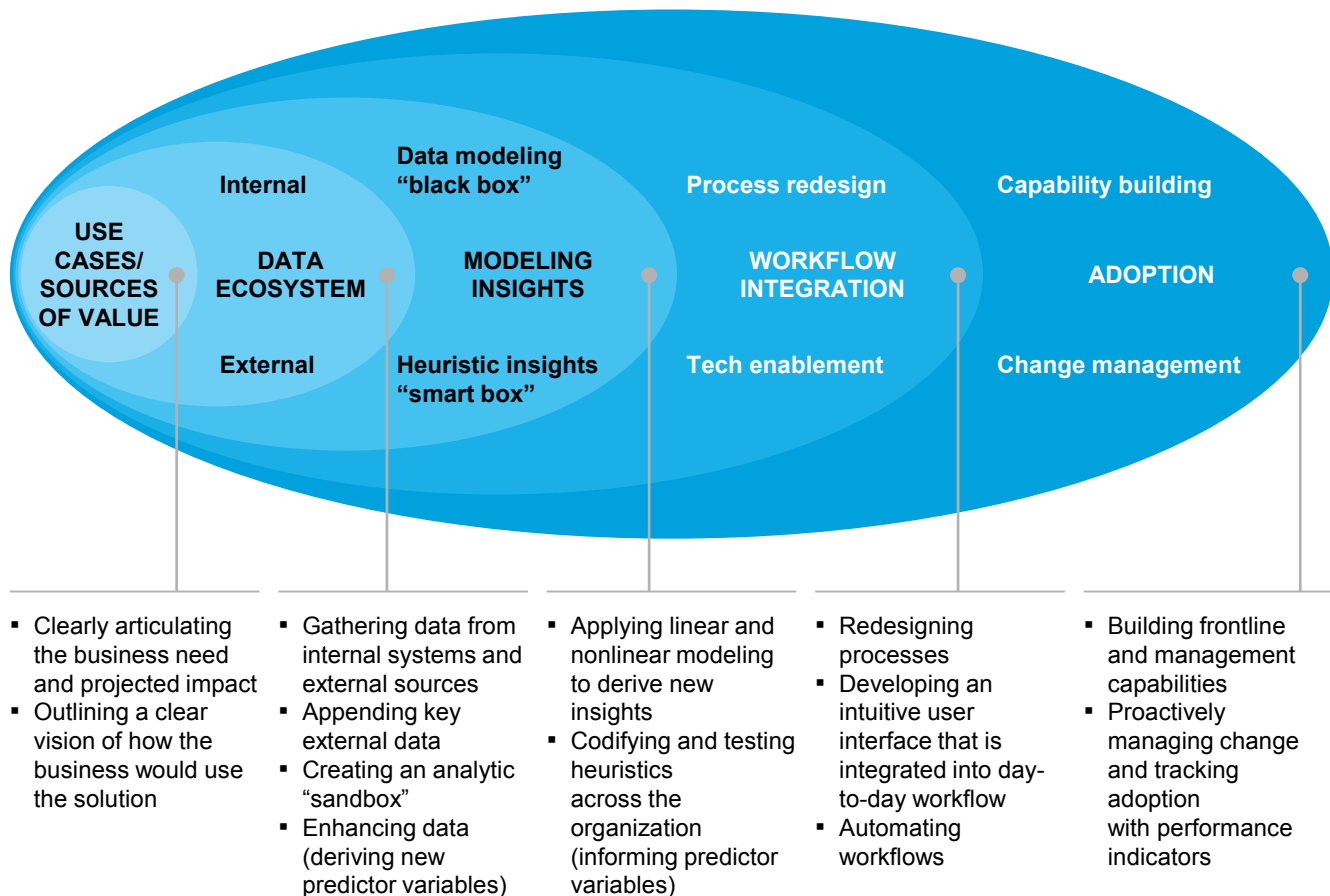 Data modeling
“black box”
Internal
Process redesign
Capability building
USE
CASES/
SOURCES
OF VALUE
DATA
ECOSYSTEM
MODELING
INSIGHTS
WORKFLOW
INTEGRATION
ADOPTION
External
Heuristic insights
“smart box”
Tech enablement
Change management
▪ Clearly articulating
the business need
and projected impact
▪ Outlining a clear
vision of how the
business would use
the solution
▪ Gathering data from
internal systems and
external sources
▪ Appending key
external data
▪ Creating an analytic
“sandbox”
▪ Enhancing data
(deriving new
predictor variables)
▪ Applying linear and
nonlinear modeling
to derive new
insights
▪ Codifying and testing
heuristics
across the
organization
(informing predictor
variables)
▪ Redesigning
processes
▪ Developing an
intuitive user
interface that is
integrated into day-
to-day workflow
▪ Automating
workflows
▪ Building frontline
and management
capabilities
▪ Proactively
managing change
and tracking
adoption
with performance
indicators